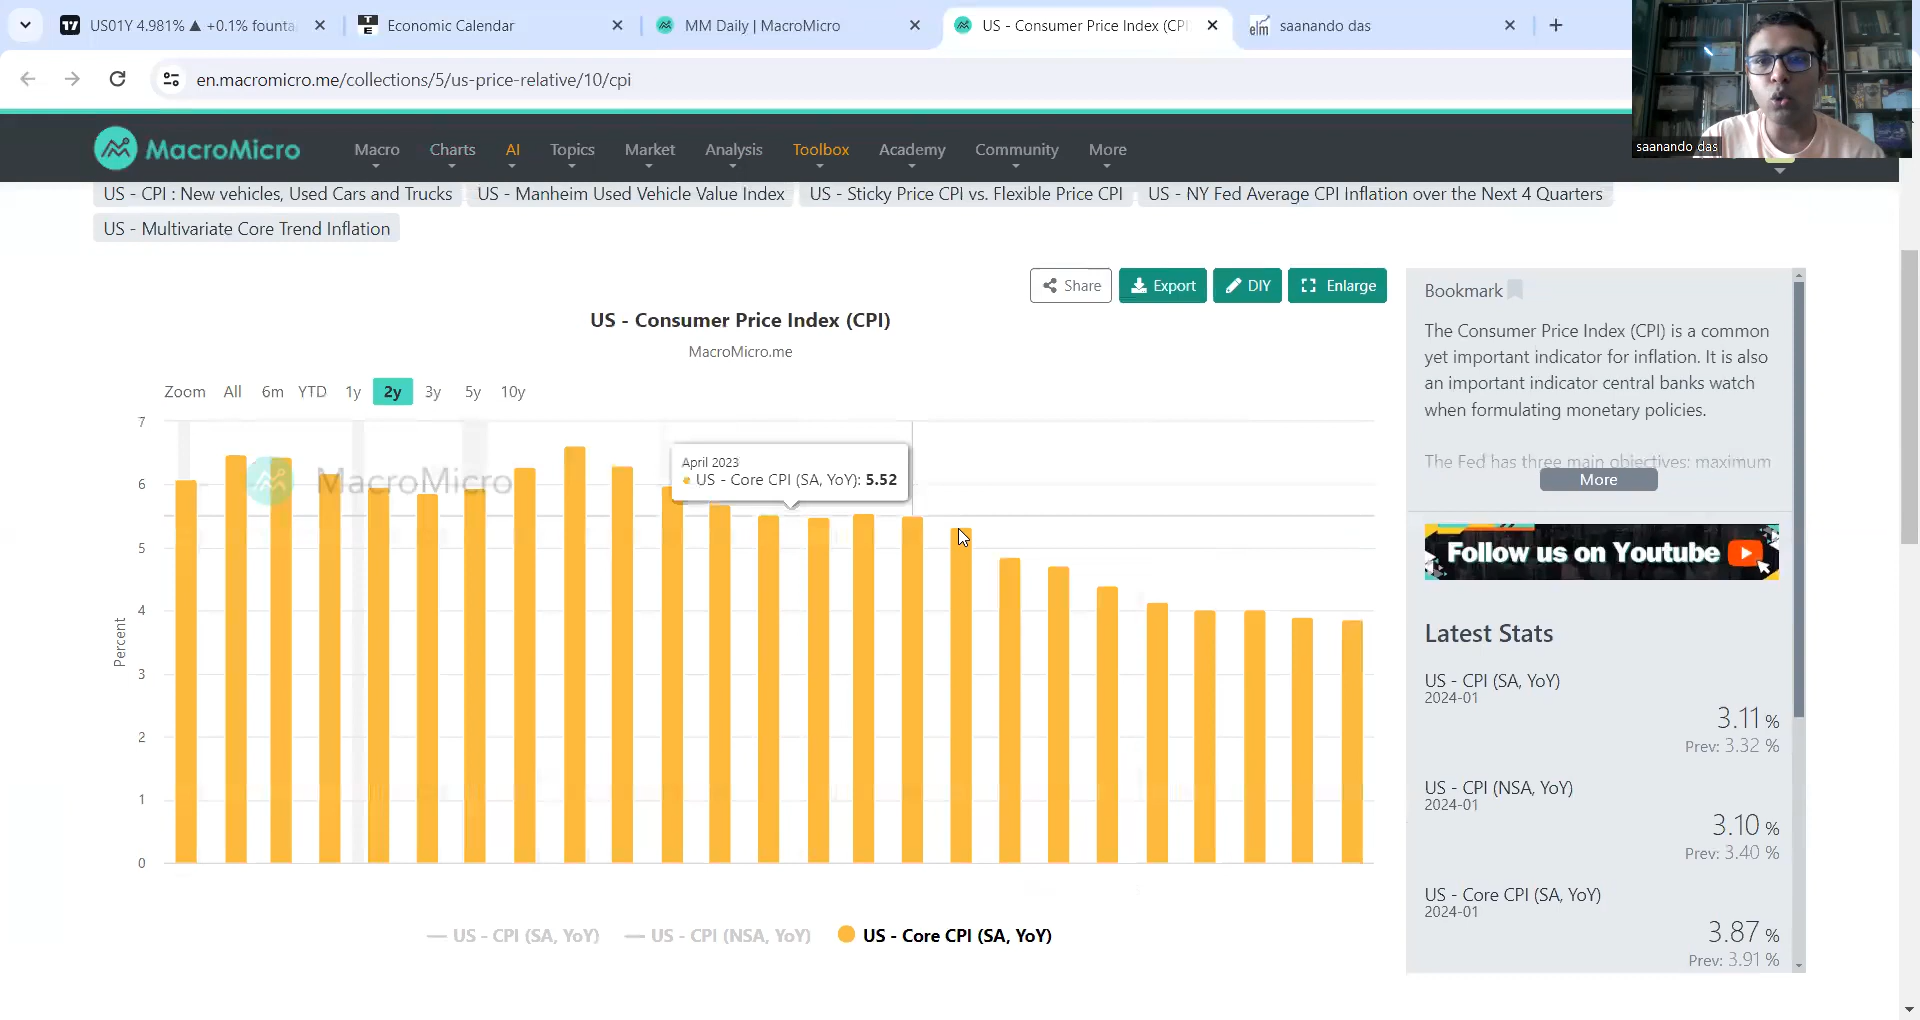 US01Y 4.981% ▲ +0.1% founta
Economic Calendar
MM Daily | MacroMicro
US - Consumer Price Index (CPI
saanando das
en.macromicro.me/collections/5/us-price-relative/10/cpi
saanando das
MacroMicro
Macro
Charts
AI
Topics
Market
Analysis
Toolbox
Academy
Community
More
US - CPI : New vehicles, Used Cars and Trucks
US - Manheim Used Vehicle Value Index
US - Sticky Price CPI vs. Flexible Price CPI
US - NY Fed Average CPI Inflation over the Next 4 Quarters
US - Multivariate Core Trend Inflation
Share
Export
DIY
Enlarge
US - Consumer Price Index (CPI)
MacroMicro.me
Zoom All 6m YTD 1y 2y 3y 5y 10y
7
6
5
4
3
2
1
0
Percent
MacroMicro
April 2023
US - Core CPI (SA, YoY): 5.52
US - CPI (SA, YoY)
US - CPI (NSA, YoY)
US - Core CPI (SA, YoY)
Bookmark
The Consumer Price Index (CPI) is a common
yet important indicator for inflation. It is also
an important indicator central banks watch
when formulating monetary policies.
The Fed has three main objectives: maximum
More
Follow us on Youtube
Latest Stats
US - CPI (SA, YoY)
2024-01
3.11 %
Prev: 3.32 %
US - CPI (NSA, YoY)
2024-01
3.10 %
Prev: 3.40 %
US - Core CPI (SA, YoY)
2024-01
3.87 %
Prev: 3.91 %